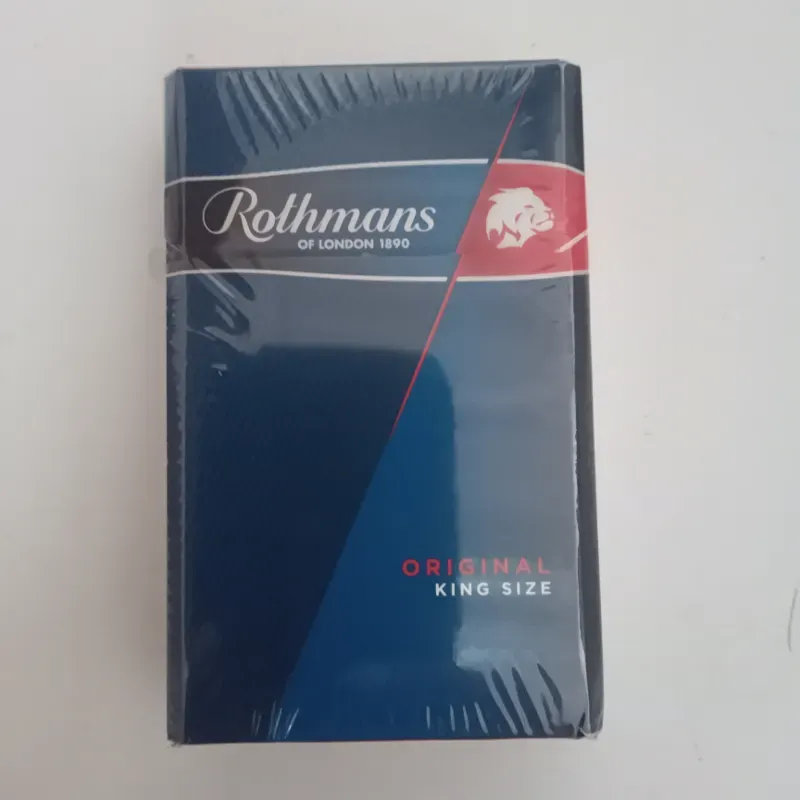 Rothmans
OF LONDON 1890
ORIGINAL
KING SIZE